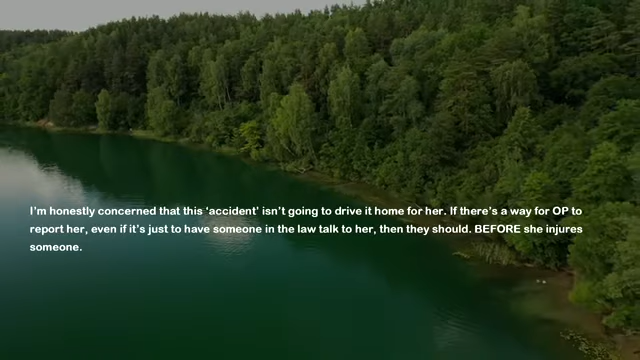 I'm honestly concerned that this 'accident' isn't going to drive it home for her. If there's a way for OP to
report her, even if it's just to have someone in the law talk to her, then they should. BEFORE she injures
someone.